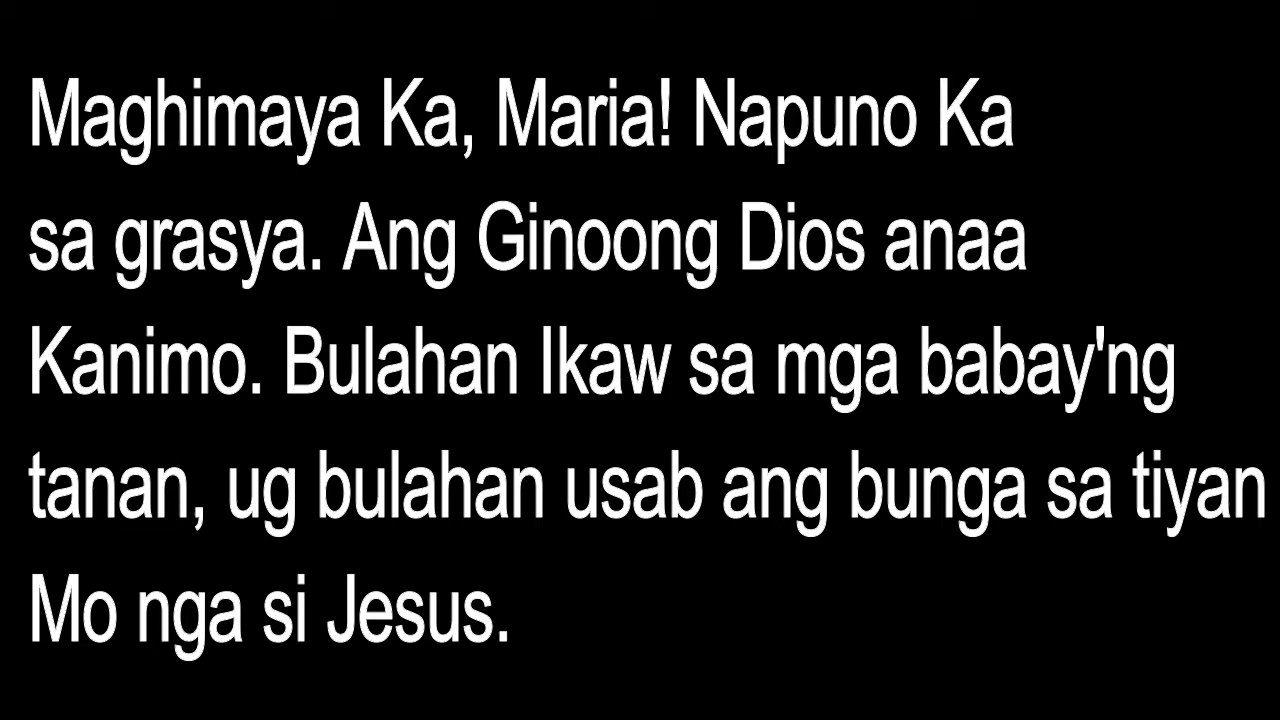 Maghimaya Ka, Maria! Napuno Ka
sa grasya. Ang Ginoong Dios anaa
Kanimo. Bulahan Ikaw sa mga babay'ng
tanan, ug bulahan usab ang bunga sa tiyan
Mo nga si Jesus.